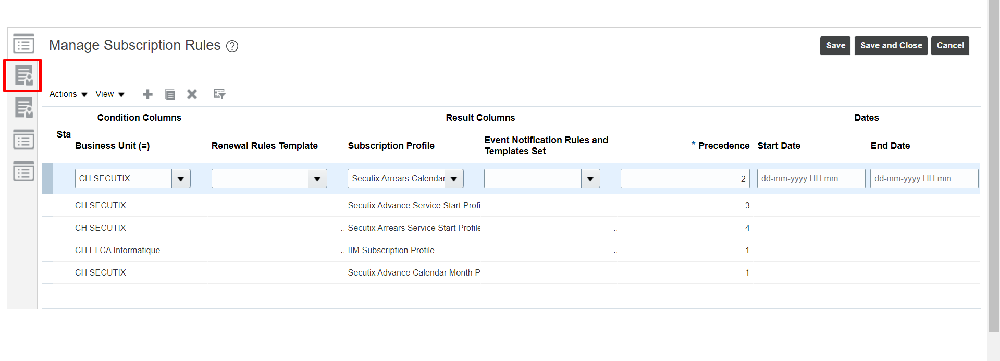 Manage Subscription Rules ?
Save Save and Close Cancel
Actions View
Condition Columns Result Columns Dates
Sta
Business Unit (=) Renewal Rules Template Subscription Profile Event Notification Rules and Templates Set * Precedence Start Date End Date
CH SECUTIX Secutix Arrears Calendar 2 dd-mm-yyyy HH:mm dd-mm-yyyy HH:mm
CH SECUTIX . Secutix Advance Service Start Profi . 3
CH SECUTIX . Secutix Arrears Service Start Profile . 4
CH ELCA Informatique . IIM Subscription Profile . 1
CH SECUTIX . Secutix Advance Calendar Month P . 1